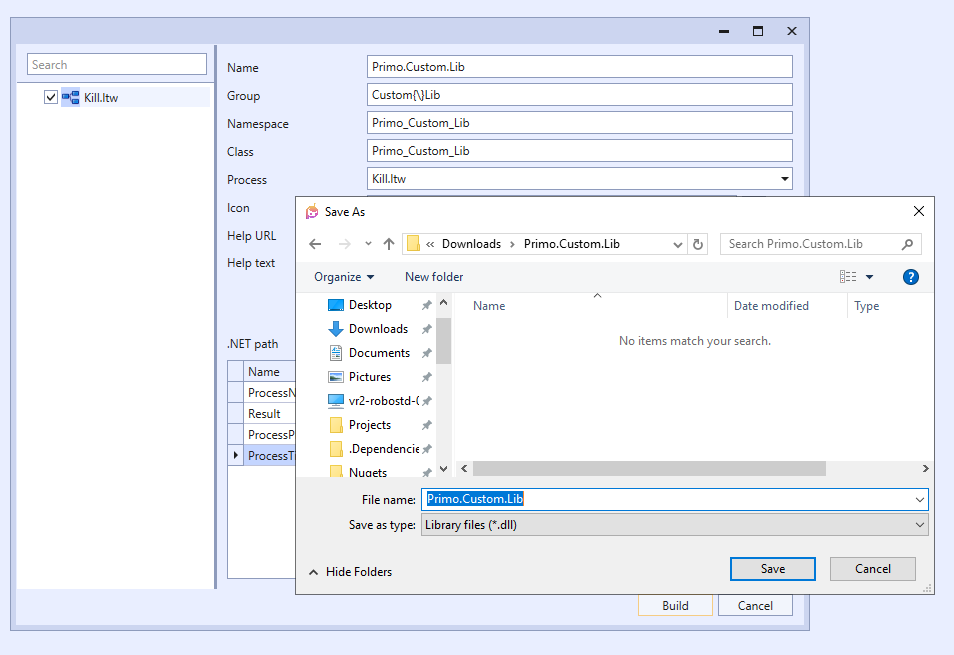 Search
Kill.ltw
Name
Primo.Custom.Lib
Group
Custom{\}Lib
Namespace
Primo_Custom_Lib
Class
Primo_Custom_Lib
Process
Kill.ltw
Icon
Help URL
Help text
.NET path
Name
ProcessN
Result
ProcessP
ProcessTi
Save As
« Downloads › Primo.Custom.Lib
Search Primo.Custom.Lib
Organize
New folder
?
Desktop
Downloads
Documents
Pictures
vr2-robostd-0
Projects
.Dependencie
Nugets
Name
Date modified
Type
No items match your search.
File name: Primo.Custom.Lib
Save as type: Library files (*.dll)
Hide Folders
Save
Cancel
Build
Cancel